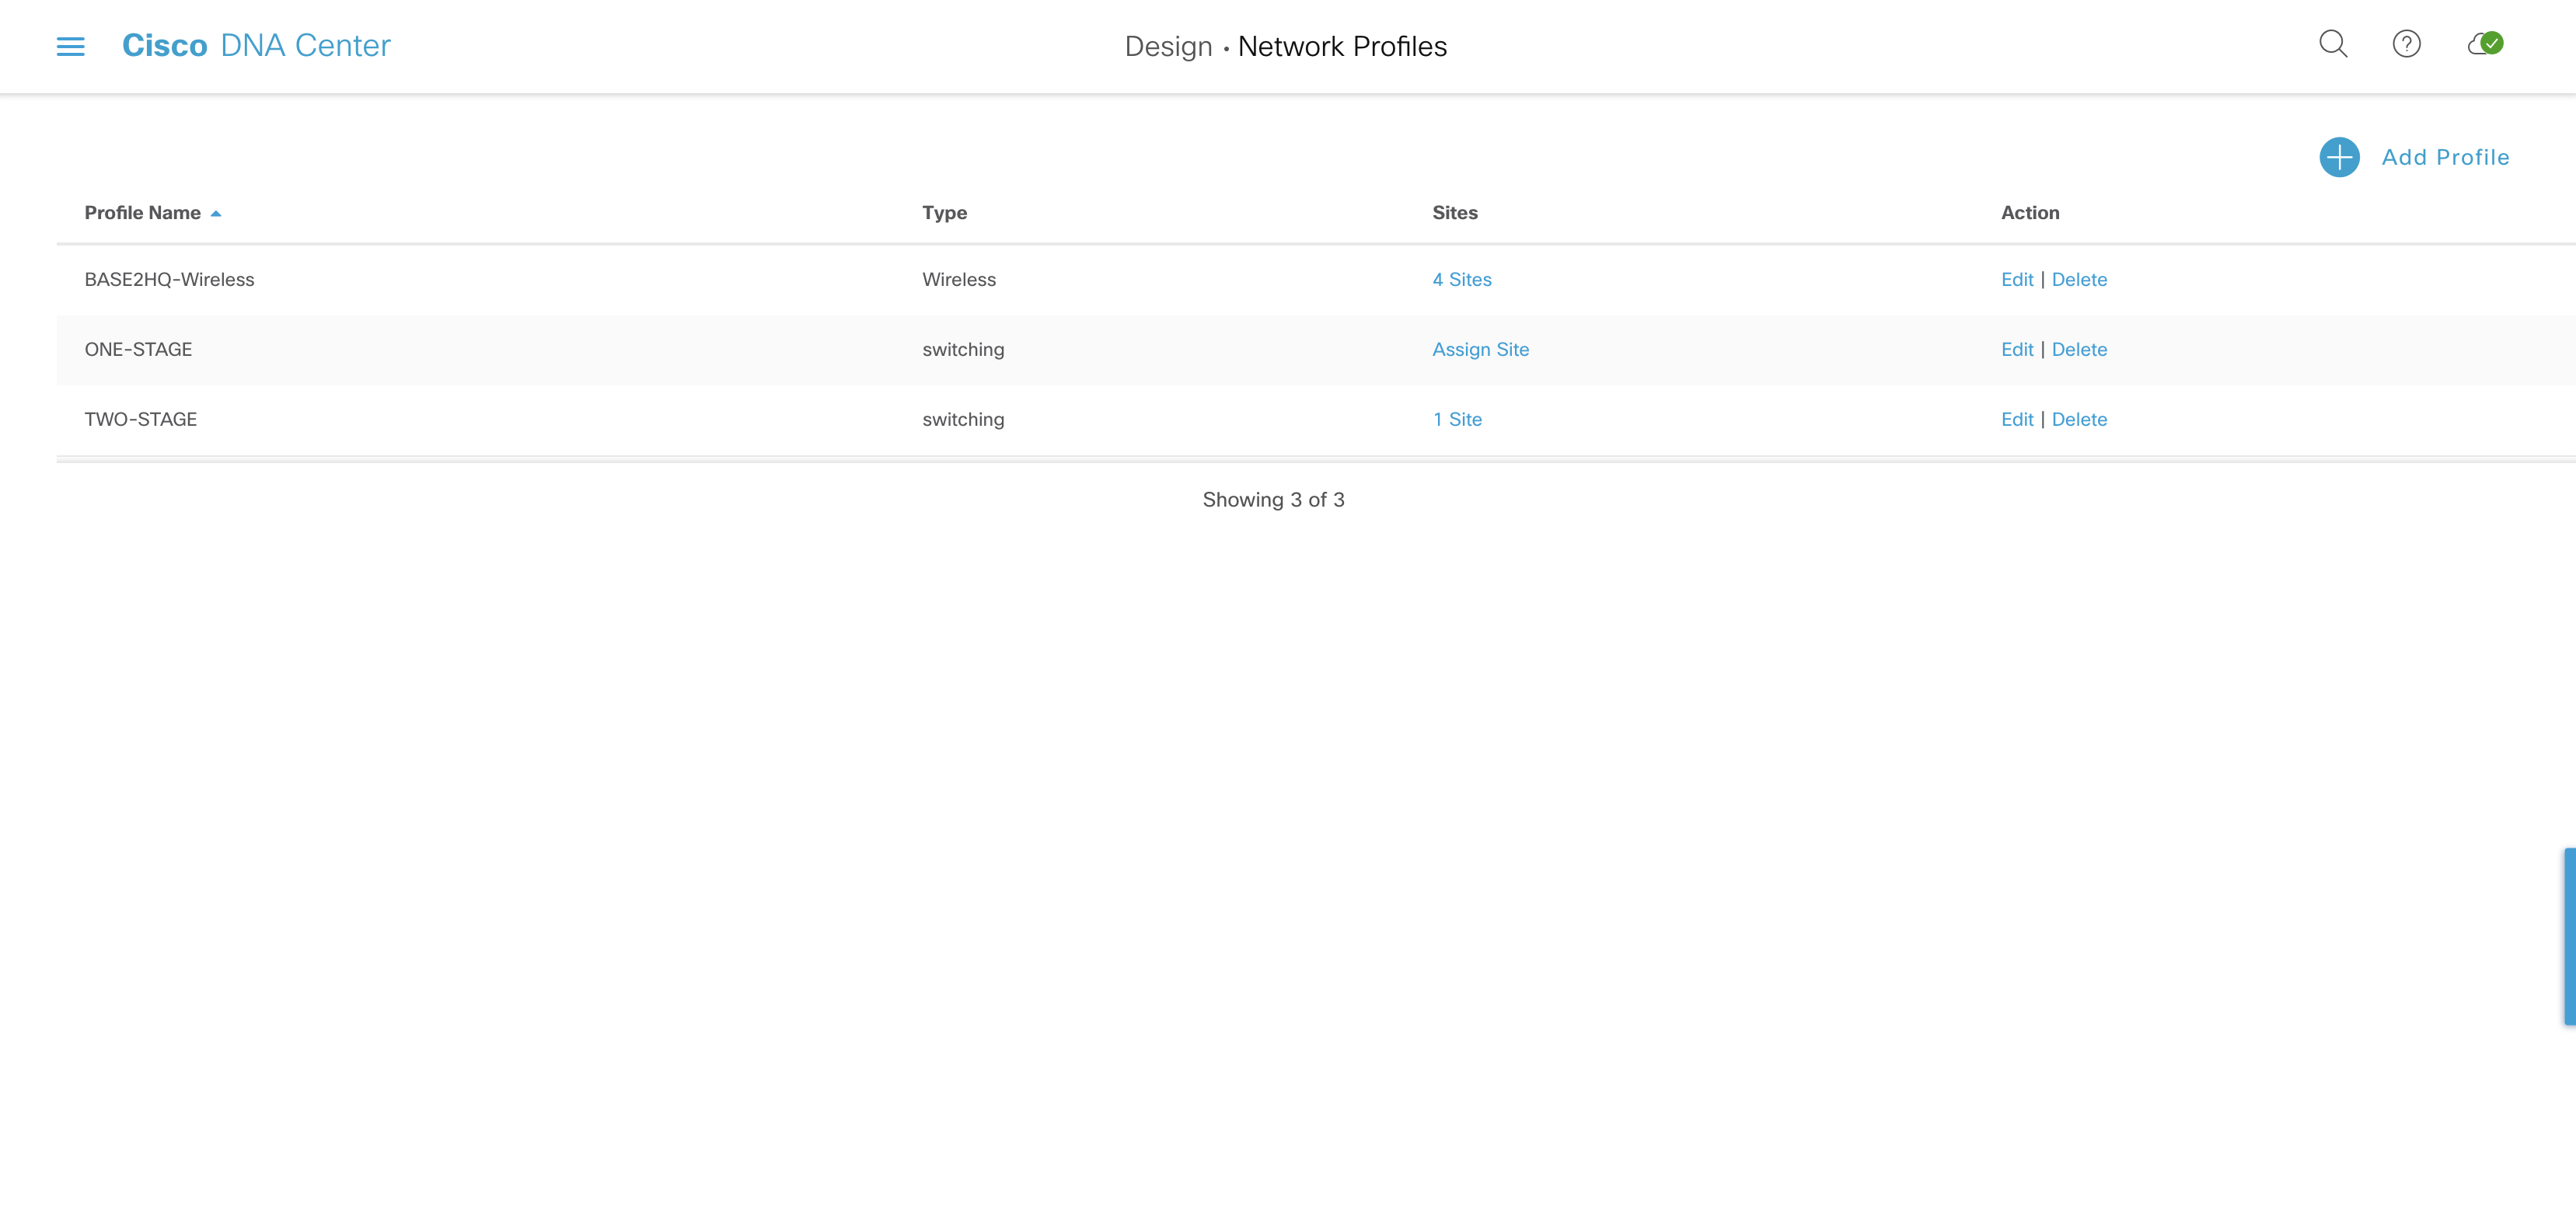 Cisco DNA Center
Design · Network Profiles
Add Profile
Profile Name Type Sites Action
BASE2HQ-Wireless Wireless 4 Sites Edit | Delete
ONE-STAGE switching Assign Site Edit | Delete
TWO-STAGE switching 1 Site Edit | Delete
Showing 3 of 3